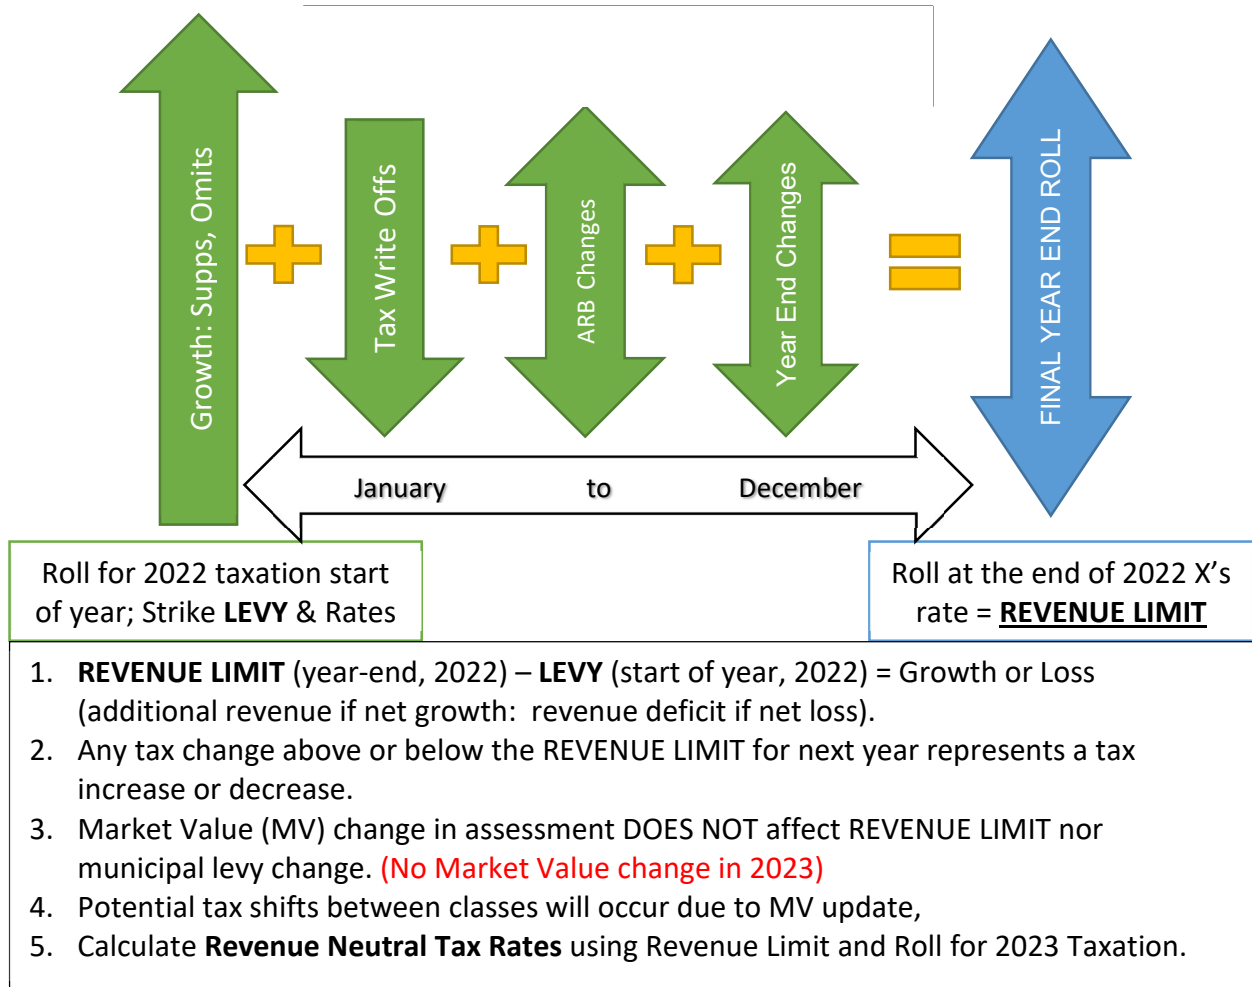 Growth: Supps, Omits
Tax Write Offs
ARB Changes
Year End Changes
FINAL YEAR END ROLL
January to December
Roll for 2022 taxation start
of year; Strike LEVY & Rates
Roll at the end of 2022 X’s
rate = REVENUE LIMIT
1. REVENUE LIMIT (year-end, 2022) – LEVY (start of year, 2022) = Growth or Loss
(additional revenue if net growth: revenue deficit if net loss).
2. Any tax change above or below the REVENUE LIMIT for next year represents a tax
increase or decrease.
3. Market Value (MV) change in assessment DOES NOT affect REVENUE LIMIT nor
municipal levy change. (No Market Value change in 2023)
4. Potential tax shifts between classes will occur due to MV update,
5. Calculate Revenue Neutral Tax Rates using Revenue Limit and Roll for 2023 Taxation.